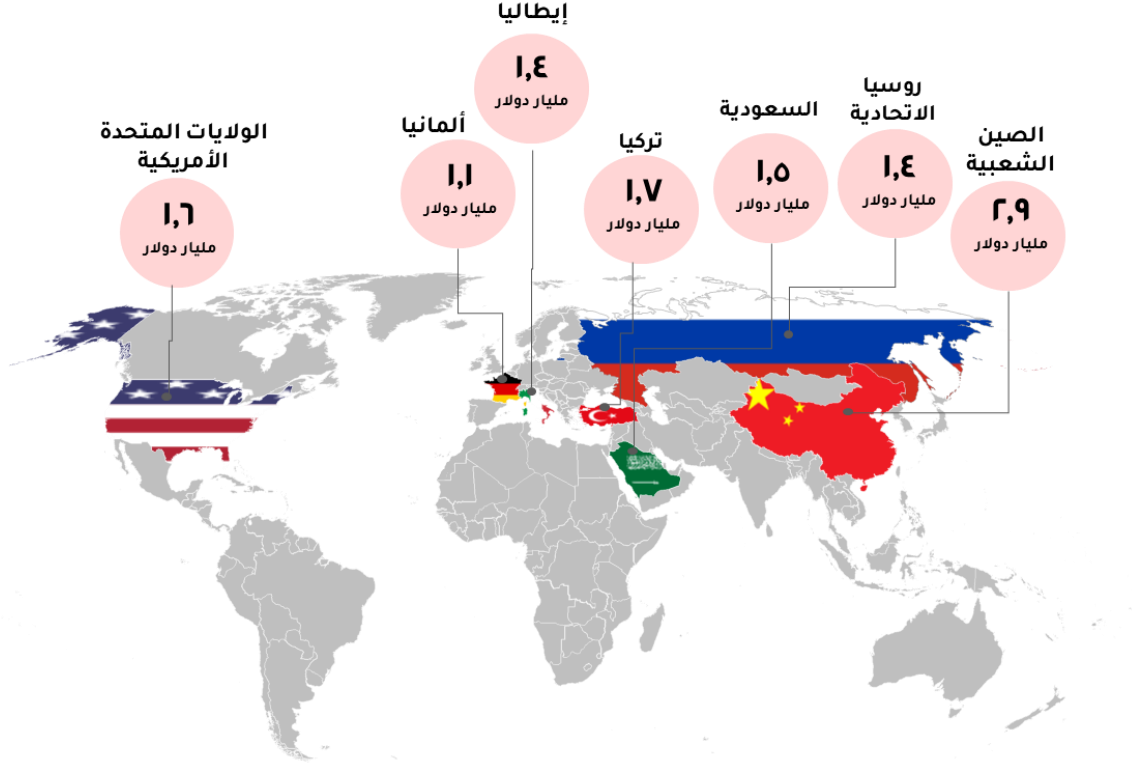 إيطاليا
١,٤
مليار دولار
روسيا
الاتحادية
١,٤
مليار دولار
السعودية
١,٥
مليار دولار
ألمانيا
١,١
مليار دولار
الولايات المتحدة
الأمريكية
١,٦
مليار دولار
تركيا
١,٧
مليار دولار
الصين
الشعبية
٢,٩
مليار دولار